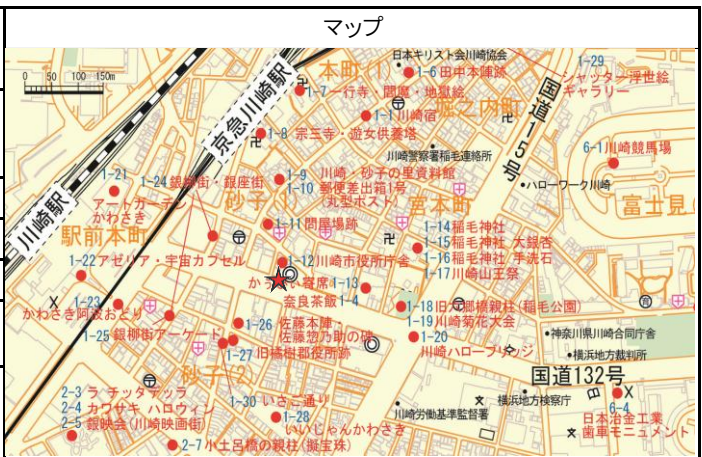 マップ
0 50 100 150m
日本キリスト会川崎協会
1-29
シャッター浮世絵
ギャラリー
本町(1)
1-6 田中本陣跡
1-7 一行寺・閻魔・地獄絵
堀之内町
国道15号
京急川崎駅
1-1 川崎宿
1-8 宗三寺・遊女供養塔
川崎警察署稲毛連絡所
6-1 川崎競馬場
ハローワーク川崎
1-21
アートガーデン
かわさき
1-24 銀柳街・銀座街
砂子(1)
1-9 川崎・砂子の里資料館
1-10 郵便差出箱1号
(丸型ポスト)
宮本町
富士見
川崎駅
駅前本町
1-11 問屋場跡
1-14 稲毛神社
1-15 稲毛神社 大銀杏
1-16 稲毛神社 手洗石
1-17 川崎山王祭
1-22 アゼリア・宇宙カプセル
1-12 川崎市役所庁舎
かわさい寄席 1-13
奈良茶飯 1-4
1-23
かわさき阿波おどり
1-18 旧六郷橋親柱(稲毛公園)
1-19 川崎菊花大会
1-20
川崎ハローブリッジ
1-25 銀柳街アーケード
1-26 佐藤本陣・
佐藤惣乃助の碑
1-27 旧橘樹郡役所跡
神奈川県川崎合同庁舎
横浜地方裁判所
国道132号
砂子(2)
横浜地方検察庁
2-3 ラ チッタデッラ
2-4 カワサキ ハロウィン
2-5 銀映会(川崎映画街)
1-30 いさご通り
1-28
いいじゃんかわさき
川崎労働基準監督署
6-4
日本冶金工業
歯車モニュメント
2-7 小土呂橋の親柱(擬宝珠)